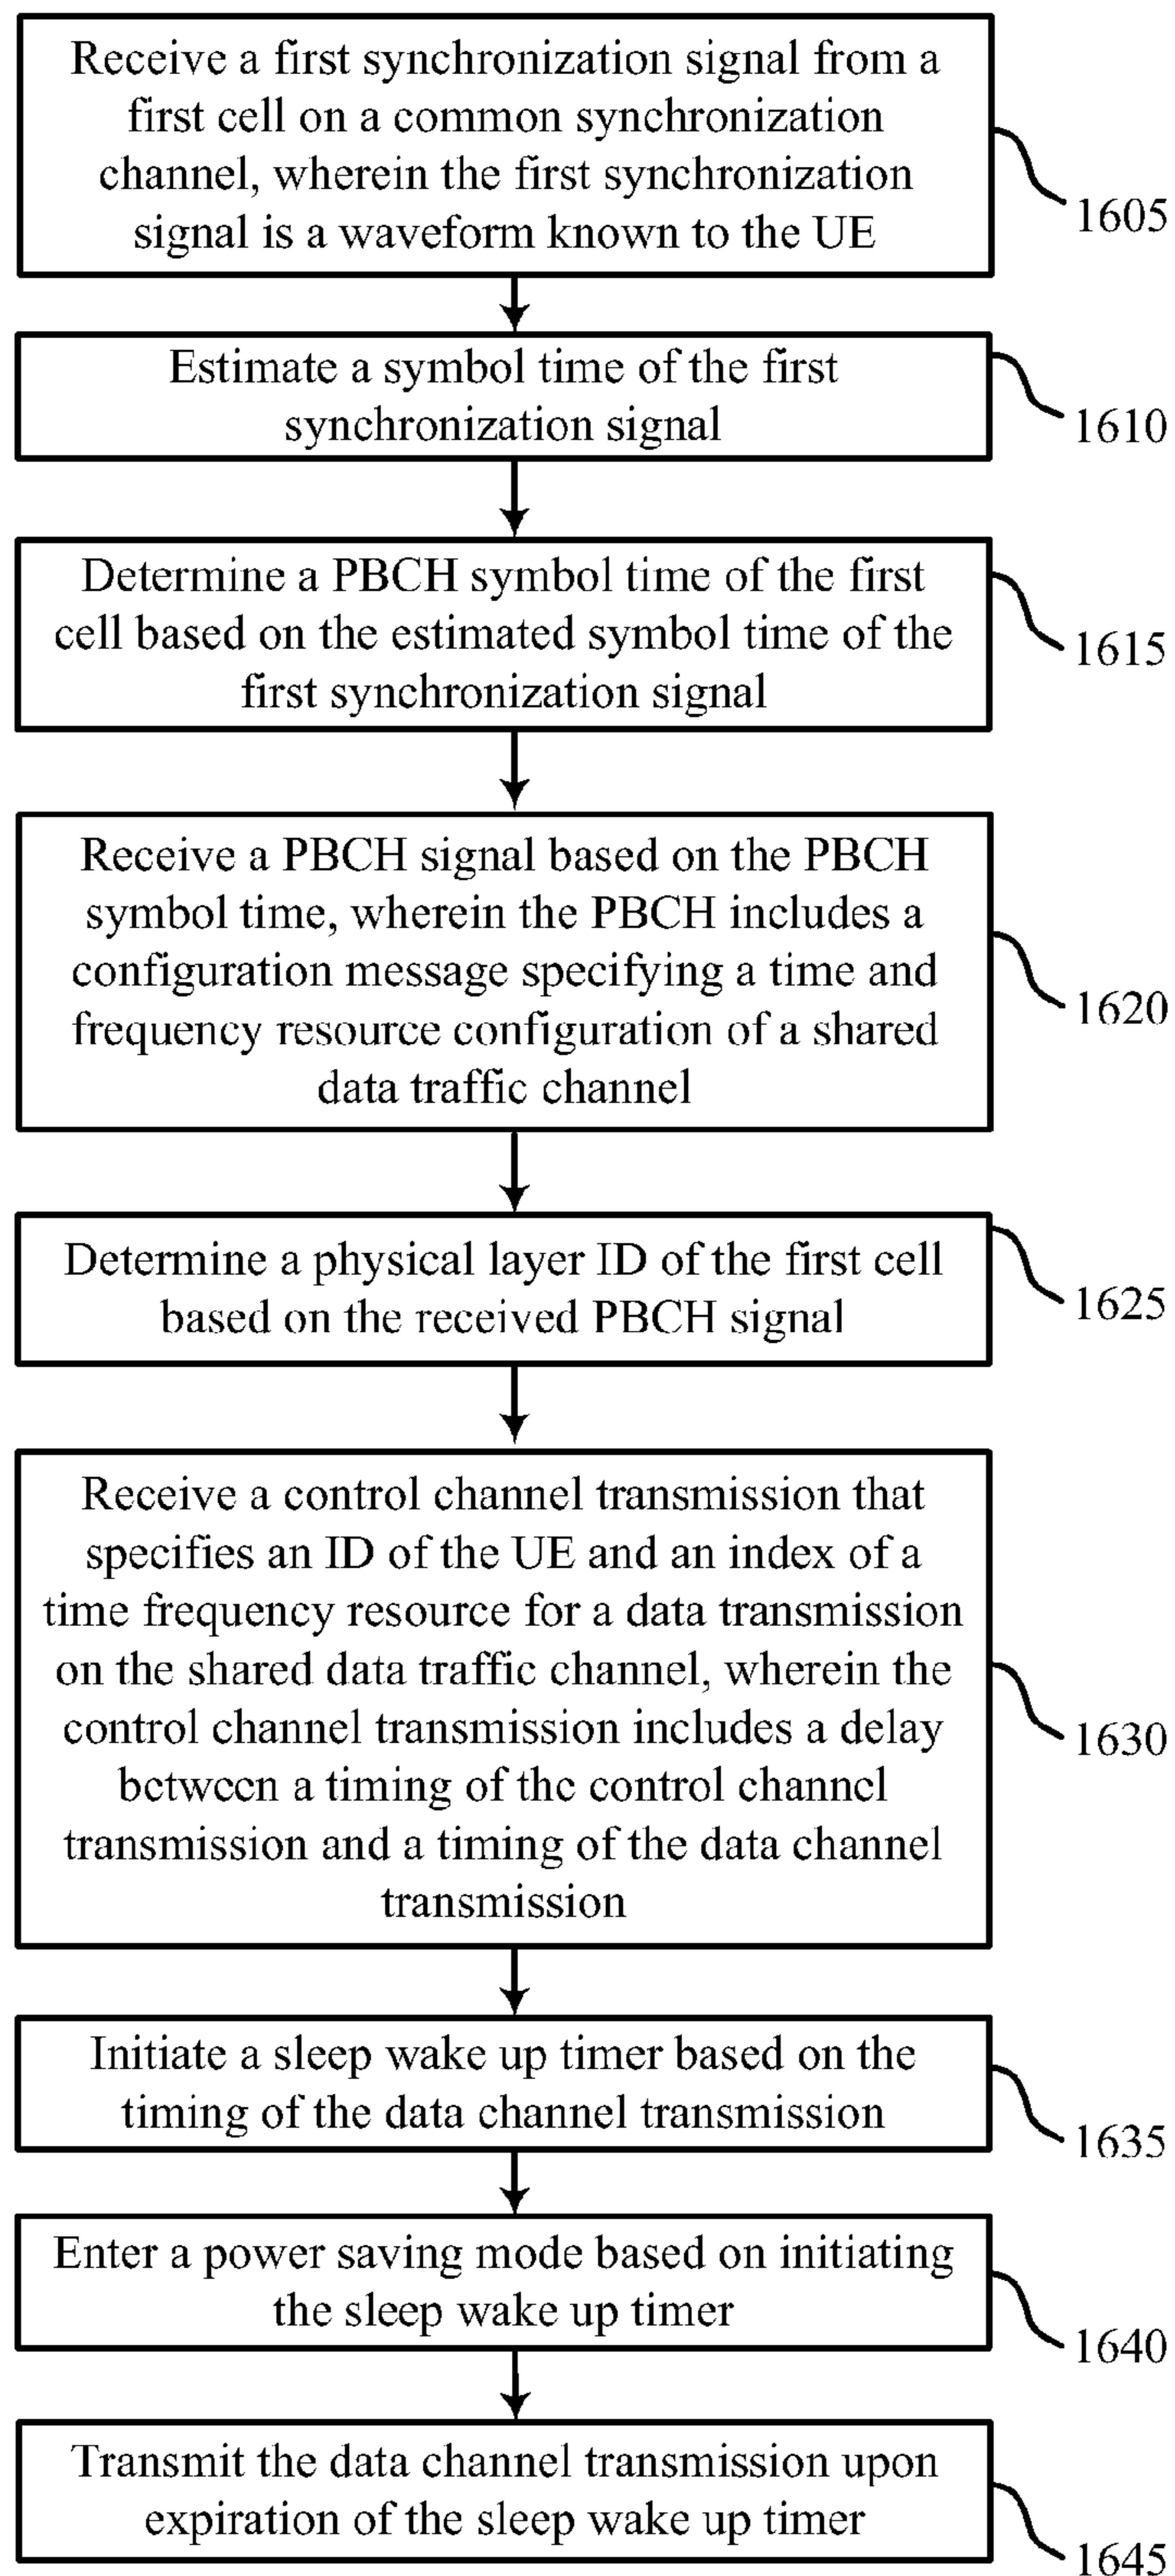 Receive a first synchronization signal from a
first cell on a common synchronization
channel, wherein the first synchronization
signal is a waveform known to the UE
1605
Estimate a symbol time of the first
synchronization signal
1610
Determine a PBCH symbol time of the first
cell based on the estimated symbol time of the
first synchronization signal
1615
Receive a PBCH signal based on the PBCH
symbol time, wherein the PBCH includes a
configuration message specifying a time and
frequency resource configuration of a shared
data traffic channel
1620
Determine a physical layer ID of the first cell
based on the received PBCH signal
1625
Receive a control channel transmission that
specifies an ID of the UE and an index of a
time frequency resource for a data transmission
on the shared data traffic channel, wherein the
control channel transmission includes a delay
between a timing of the control channel
transmission and a timing of the data channel
transmission
1630
Initiate a sleep wake up timer based on the
timing of the data channel transmission
1635
Enter a power saving mode based on initiating
the sleep wake up timer
1640
Transmit the data channel transmission upon
expiration of the sleep wake up timer
1645